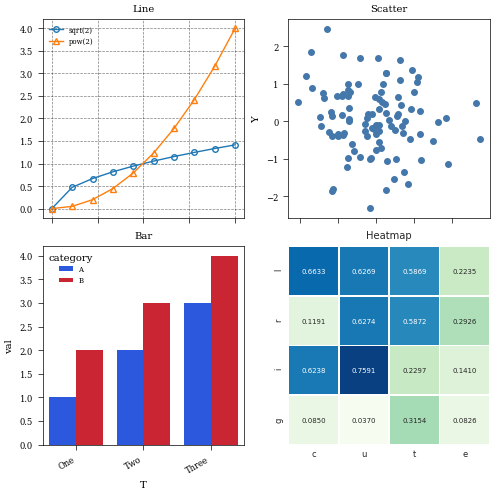 Line
sqrt(2)
pow(2)
4.0
3.5
3.0
2.5
2.0
1.5
1.0
0.5
0.0
Scatter
Y
2
1
0
−1
−2
Bar
category
A
B
val
4.0
3.5
3.0
2.5
2.0
1.5
1.0
0.5
0.0
One
Two
Three
T
Heatmap
l 0.6633 0.6269 0.5869 0.2235
r 0.1191 0.6274 0.5872 0.2926
i 0.6238 0.7591 0.2297 0.1410
g 0.0850 0.0370 0.3154 0.0826
c u t e